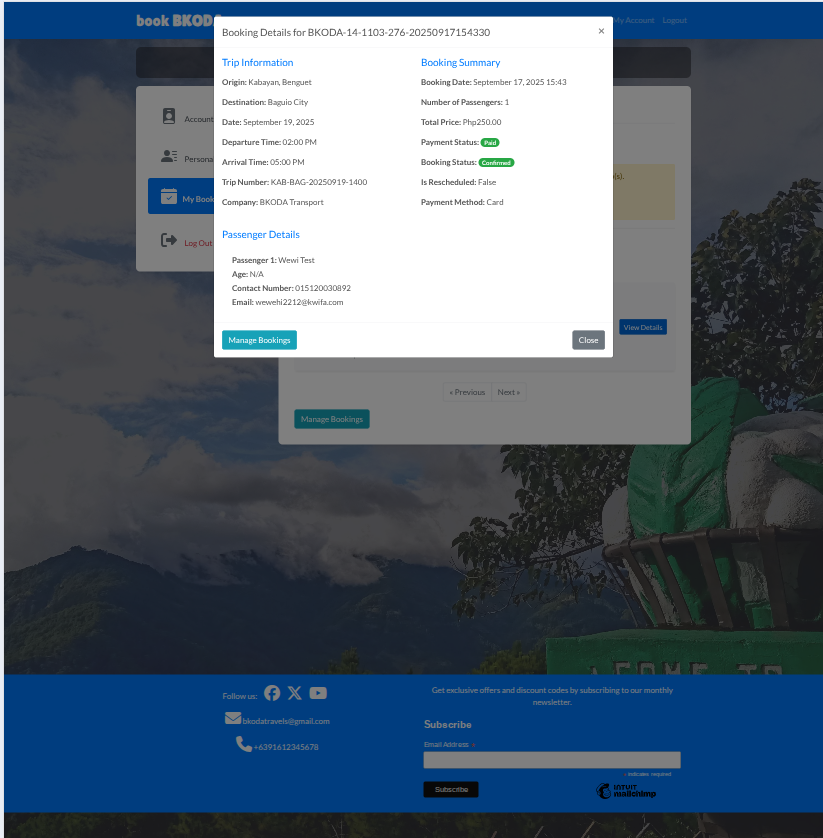 book BKODA
My Account
Logout
Booking Details for BKODA-14-1103-276-20250917154330
×
Trip Information
Origin: Kabayan, Benguet
Destination: Baguio City
Date: September 19, 2025
Departure Time: 02:00 PM
Arrival Time: 05:00 PM
Trip Number: KAB-BAG-20250919-1400
Company: BKODA Transport
Booking Summary
Booking Date: September 17, 2025 15:43
Number of Passengers: 1
Total Price: Php250.00
Payment Status: Paid
Booking Status: Confirmed
Is Rescheduled: False
Payment Method: Card
Passenger Details
Passenger 1: Wewi Test
Age: N/A
Contact Number: 015120030892
Email: wewehi2212@kwifa.com
Manage Bookings
Close
Account
Persona
My Book
Log Out
(s).
View Details
« Previous
Next »
Manage Bookings
Follow us:
bkodatravels@gmail.com
+6391612345678
Get exclusive offers and discount codes by subscribing to our monthly
newsletter.
Subscribe
Email Address *
* indicates required
Subscribe
INTUIT
mailchimp